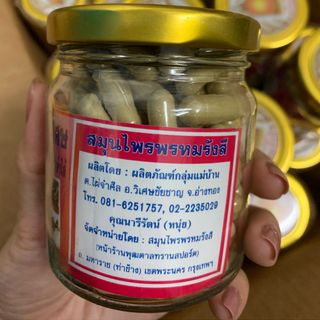 สมุนไพรพรหมรังสี
ผลิตโดย : ผลิตภัณฑ์กลุ่มแม่บ้าน
ต.ไผ่จำศีล อ.วิเศษชัยชาญ จ.อ่างทอง
โทร. 081-6251757, 02-2235029
คุณนารีรัตน์ (หนุ่ย)
จัดจำหน่ายโดย : สมุนไพรพรหมรังสี
(หน้าร้านพุฒตาลทรานสปอร์ต)
ถ. มหาราช (ท่าช้าง) เขตพระนคร กรุงเทพฯ